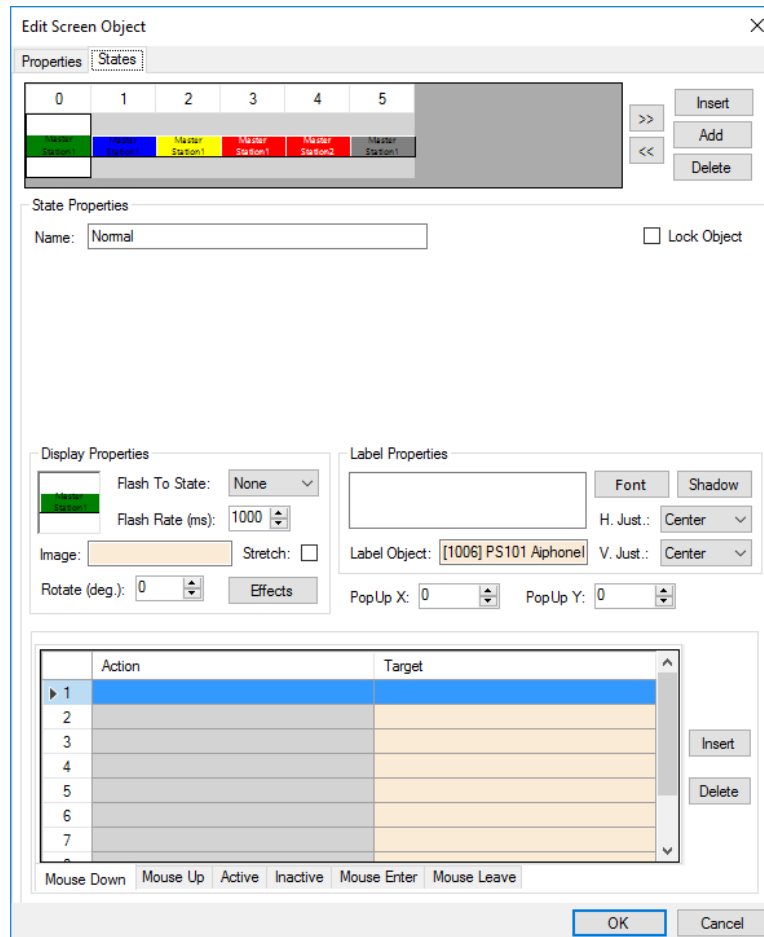 Edit Screen Object
Properties States
0 1 2 3 4 5
Master Master Master Master Master
Station1 Station1 Station1 Station2 Station1
>>
<<
Insert
Add
Delete
State Properties
Name: Normal
Lock Object
Display Properties
Master
Station1
Flash To State: None
Flash Rate (ms): 1000
Image:
Stretch:
Rotate (deg.): 0
Effects
Label Properties
Font Shadow
H. Just.: Center
Label Object: [1006] PS101 Aiphonel
V. Just.: Center
PopUp X: 0
PopUp Y: 0
Action Target
1
2
3
4
5
6
7
Insert
Delete
Mouse Down Mouse Up Active Inactive Mouse Enter Mouse Leave
OK Cancel